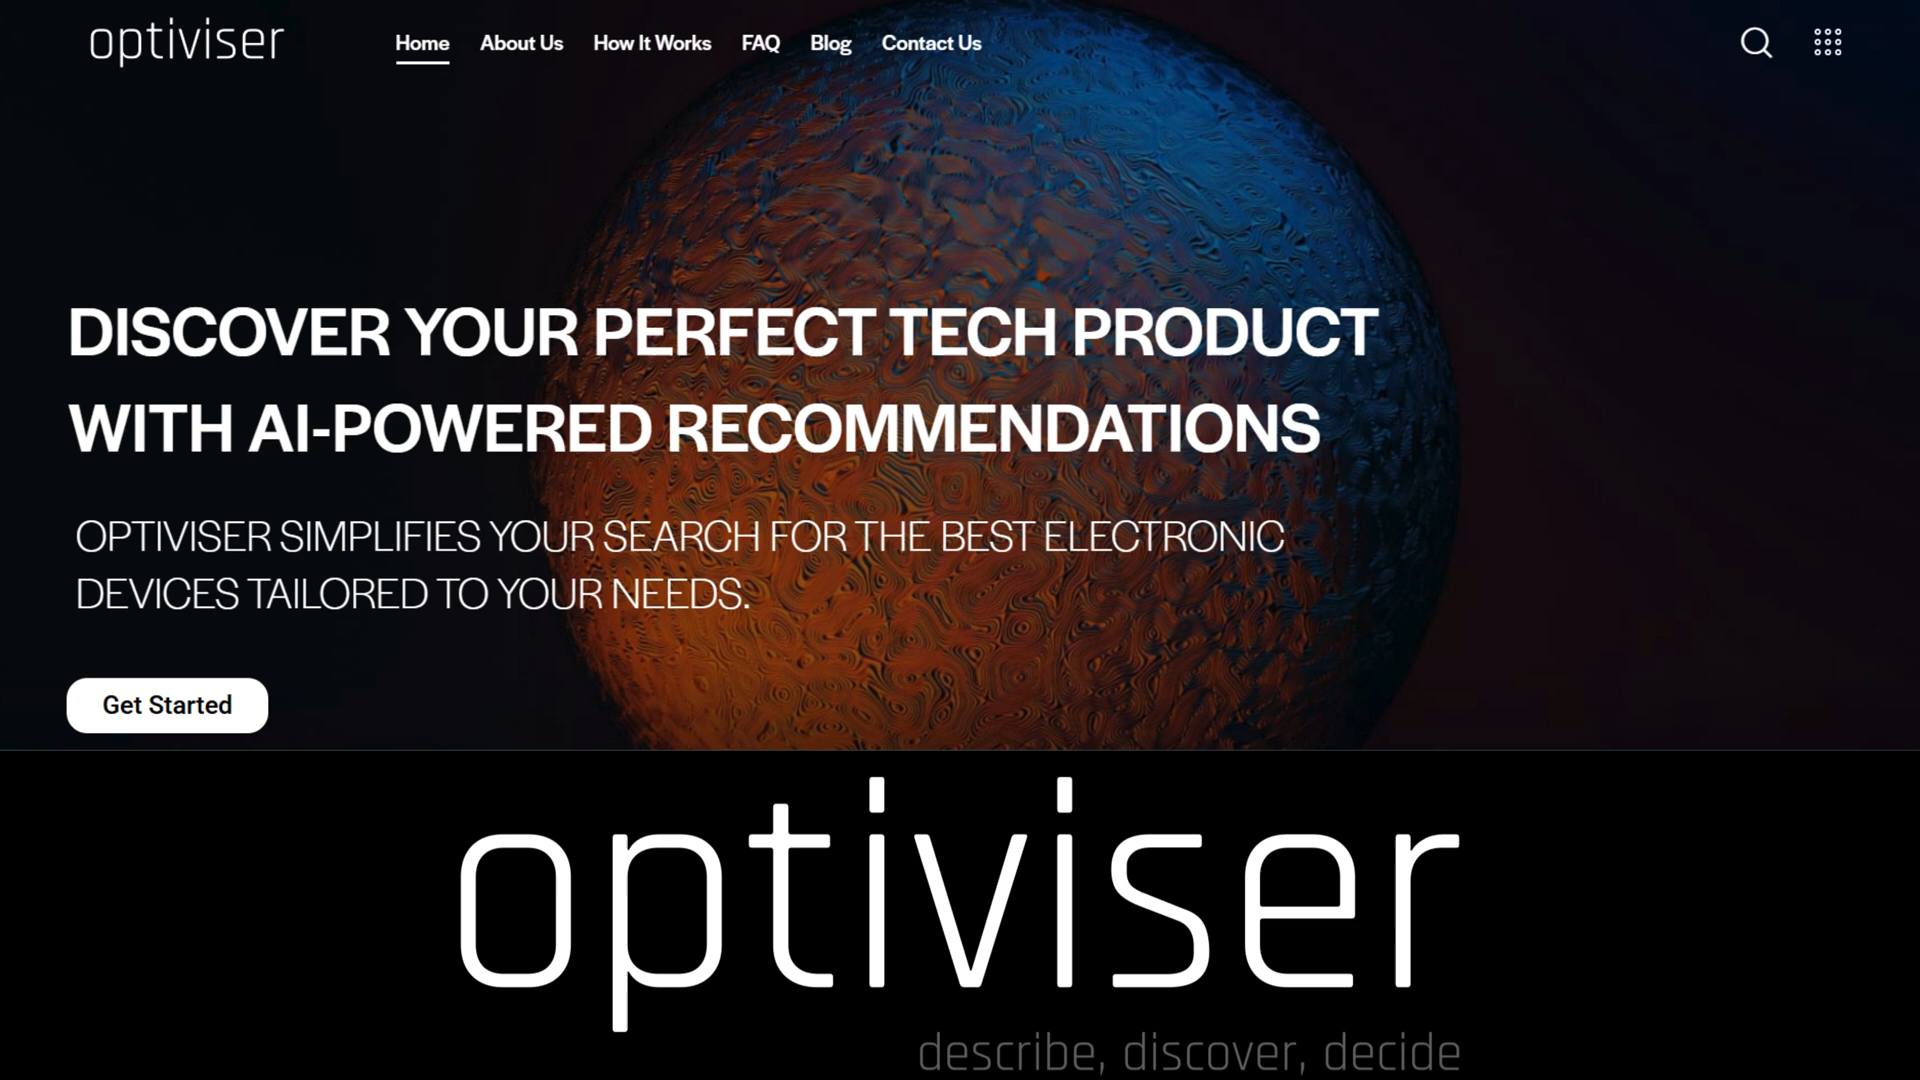 optiviser
Home About Us How It Works FAQ Blog Contact Us
DISCOVER YOUR PERFECT TECH PRODUCT
WITH AI-POWERED RECOMMENDATIONS
OPTIVISER SIMPLIFIES YOUR SEARCH FOR THE BEST ELECTRONIC
DEVICES TAILORED TO YOUR NEEDS.
Get Started
optiviser
describe, discover, decide